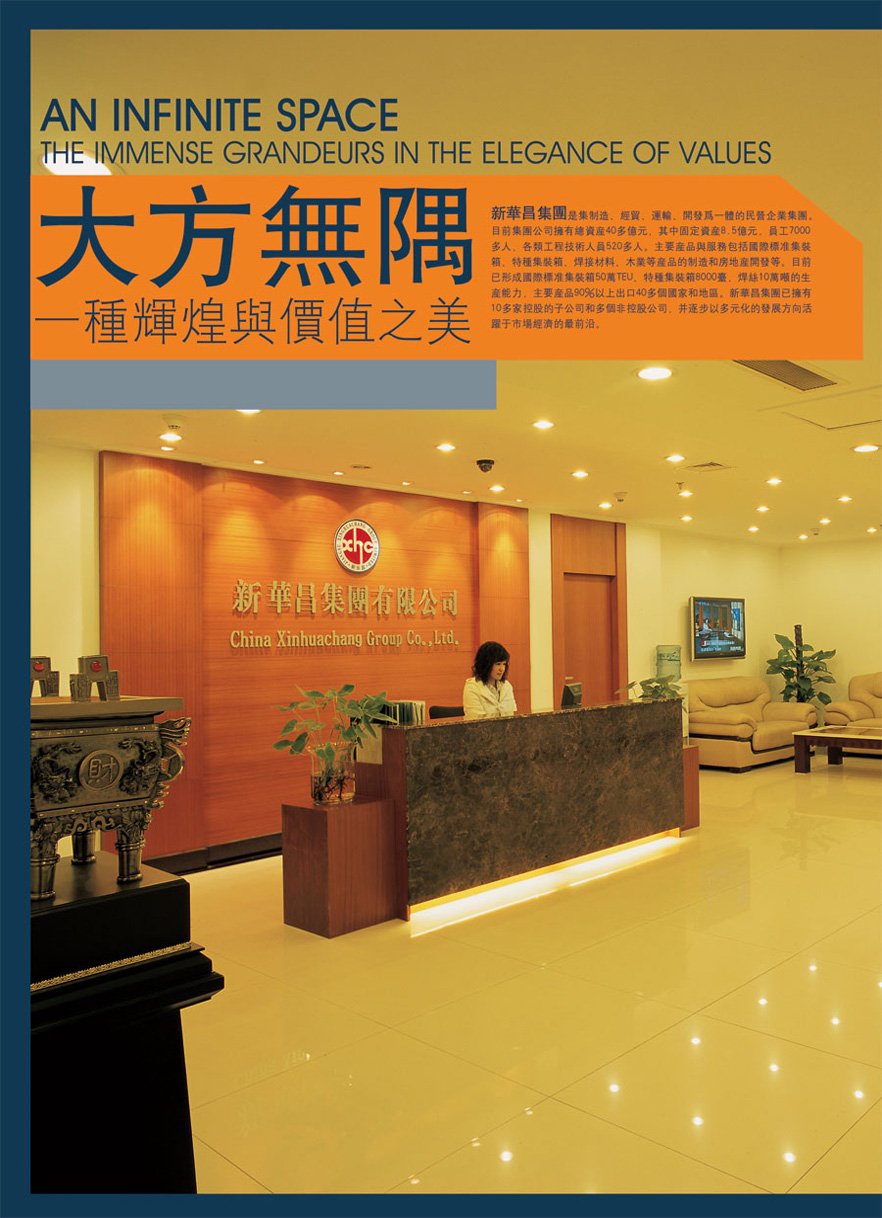 AN INFINITE SPACE
THE IMMENSE GRANDEURS IN THE ELEGANCE OF VALUES
大方無隅
一種輝煌與價值之美
新華昌集團是集制造、經貿、運輸、開發爲一體的民營企業集團。
目前集團公司擁有總資産40多億元，其中固定資産8.5億元，員工7000
多人，各類工程技術人員520多人。主要産品與服務包括國際標准集裝
箱、特種集裝箱、焊接材料、木業等産品的制造和房地産開發等。目前
已形成國際標准集裝箱50萬TEU，特種集裝箱8000臺，焊絲10萬噸的生
産能力，主要産品90%以上出口40多個國家和地區。新華昌集團已擁有
10多家控股的子公司和多個非控股公司，并逐步以多元化的發展方向活
躍于市場經濟的最前沿。
xhc
新華昌集團有限公司
China Xinhuachang Group Co.,Ltd.
財